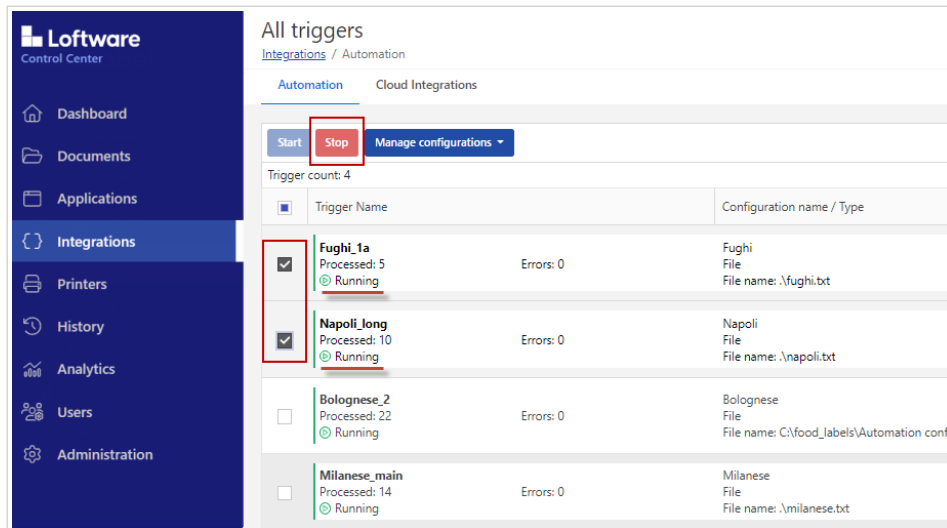 Loftware
Control Center
Dashboard
Documents
Applications
{ } Integrations
Printers
History
Analytics
Users
Administration
All triggers
Integrations / Automation
Automation Cloud Integrations
Start Stop Manage configurations
Trigger count: 4
Trigger Name Configuration name / Type
Fughi_1a Fughi
Processed: 5 Errors: 0 File
Running File name: .\fughi.txt
Napoli_long Napoli
Processed: 10 Errors: 0 File
Running File name: .\napoli.txt
Bolognese_2 Bolognese
Processed: 22 Errors: 0 File
Running File name: C:\food_labels\Automation conf
Milanese_main Milanese
Processed: 14 Errors: 0 File
Running File name: .\milanese.txt